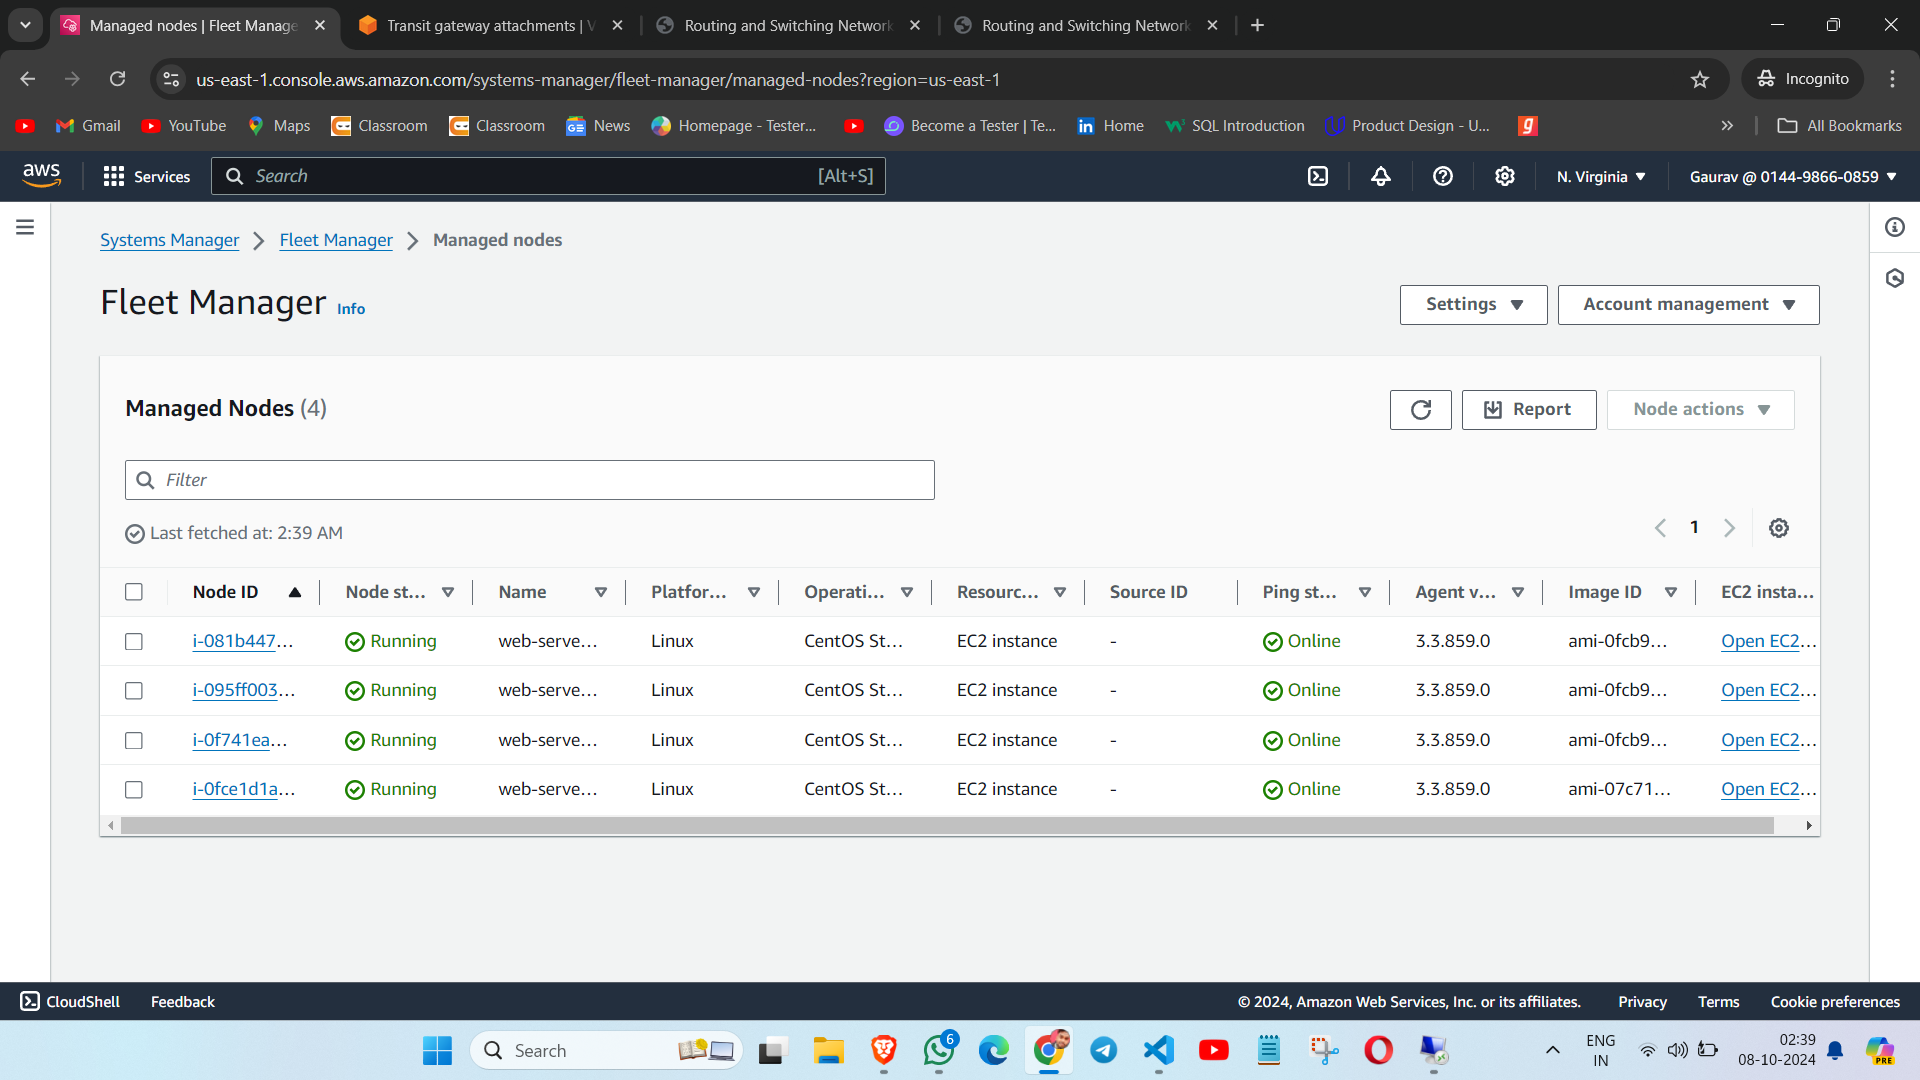 Managed nodes | Fleet Manage
Transit gateway attachments | V
Routing and Switching Network
Routing and Switching Network
us-east-1.console.aws.amazon.com/systems-manager/fleet-manager/managed-nodes?region=us-east-1
Incognito
Gmail
YouTube
Maps
Classroom
Classroom
News
Homepage - Tester...
Become a Tester | Te...
Home
SQL Introduction
Product Design - U...
All Bookmarks
aws
Services
Search
[Alt+S]
N. Virginia
Gaurav @ 0144-9866-0859
Systems Manager
Fleet Manager
Managed nodes
Fleet Manager Info
Settings
Account management
Managed Nodes (4)
Report
Node actions
Filter
Last fetched at: 2:39 AM
1
Node ID Node st... Name Platfor... Operati... Resourc... Source ID Ping st... Agent v... Image ID EC2 insta...
i-081b447... Running web-serve... Linux CentOS St... EC2 instance - Online 3.3.859.0 ami-0fcb9... Open EC2...
i-095ff003... Running web-serve... Linux CentOS St... EC2 instance - Online 3.3.859.0 ami-0fcb9... Open EC2...
i-0f741ea... Running web-serve... Linux CentOS St... EC2 instance - Online 3.3.859.0 ami-0fcb9... Open EC2...
i-0fce1d1a... Running web-serve... Linux CentOS St... EC2 instance - Online 3.3.859.0 ami-07c71... Open EC2...
CloudShell
Feedback
© 2024, Amazon Web Services, Inc. or its affiliates.
Privacy
Terms
Cookie preferences
Search
6
ENG
IN
02:39
08-10-2024
PRE